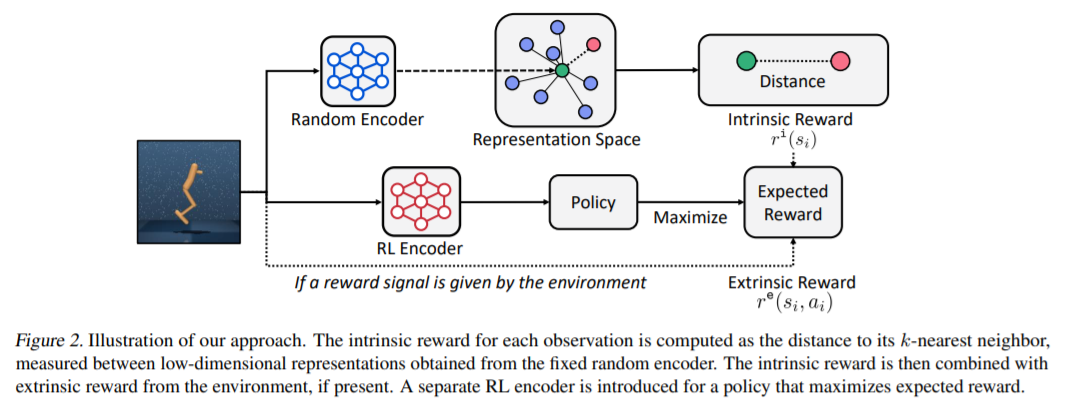 Random Encoder
Representation Space
Distance
Intrinsic Reward
r^i(s_i)
RL Encoder
Policy
Maximize
Expected
Reward
If a reward signal is given by the environment
Extrinsic Reward
r^e(s_i, a_i)
Figure 2. Illustration of our approach. The intrinsic reward for each observation is computed as the distance to its k-nearest neighbor,
measured between low-dimensional representations obtained from the fixed random encoder. The intrinsic reward is then combined with
extrinsic reward from the environment, if present. A separate RL encoder is introduced for a policy that maximizes expected reward.